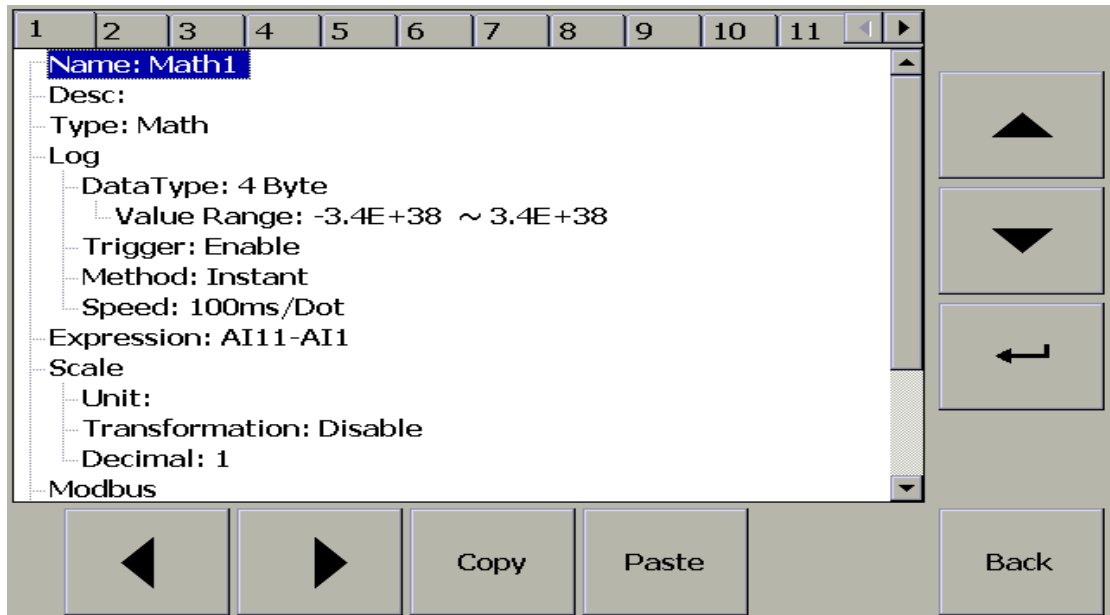 1 2 3 4 5 6 7 8 9 10 11
Name: Math1
Desc:
Type: Math
Log
DataType: 4 Byte
Value Range: -3.4E+38 ~ 3.4E+38
Trigger: Enable
Method: Instant
Speed: 100ms/Dot
Expression: AI11-AI1
Scale
Unit:
Transformation: Disable
Decimal: 1
Modbus
Copy Paste Back